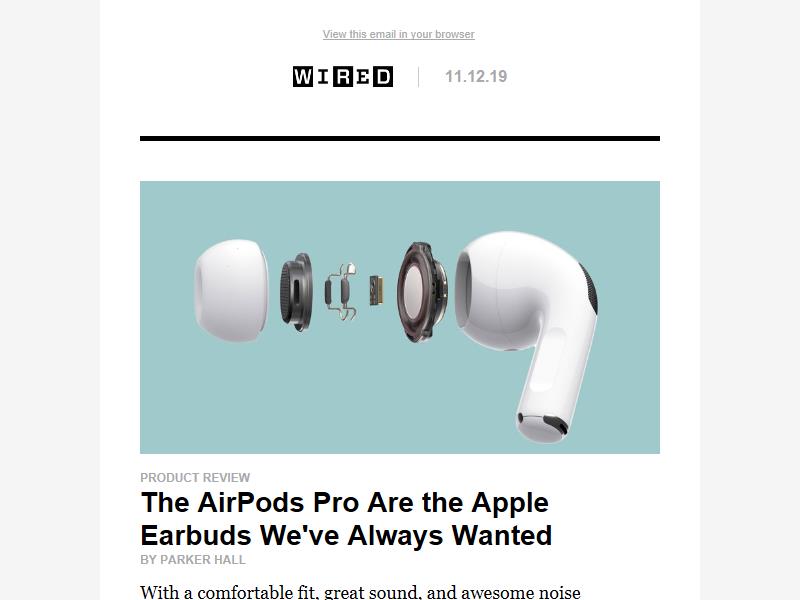 View this email in your browser
WIRED | 11.12.19
PRODUCT REVIEW
The AirPods Pro Are the Apple
Earbuds We've Always Wanted
BY PARKER HALL
With a comfortable fit, great sound, and awesome noise